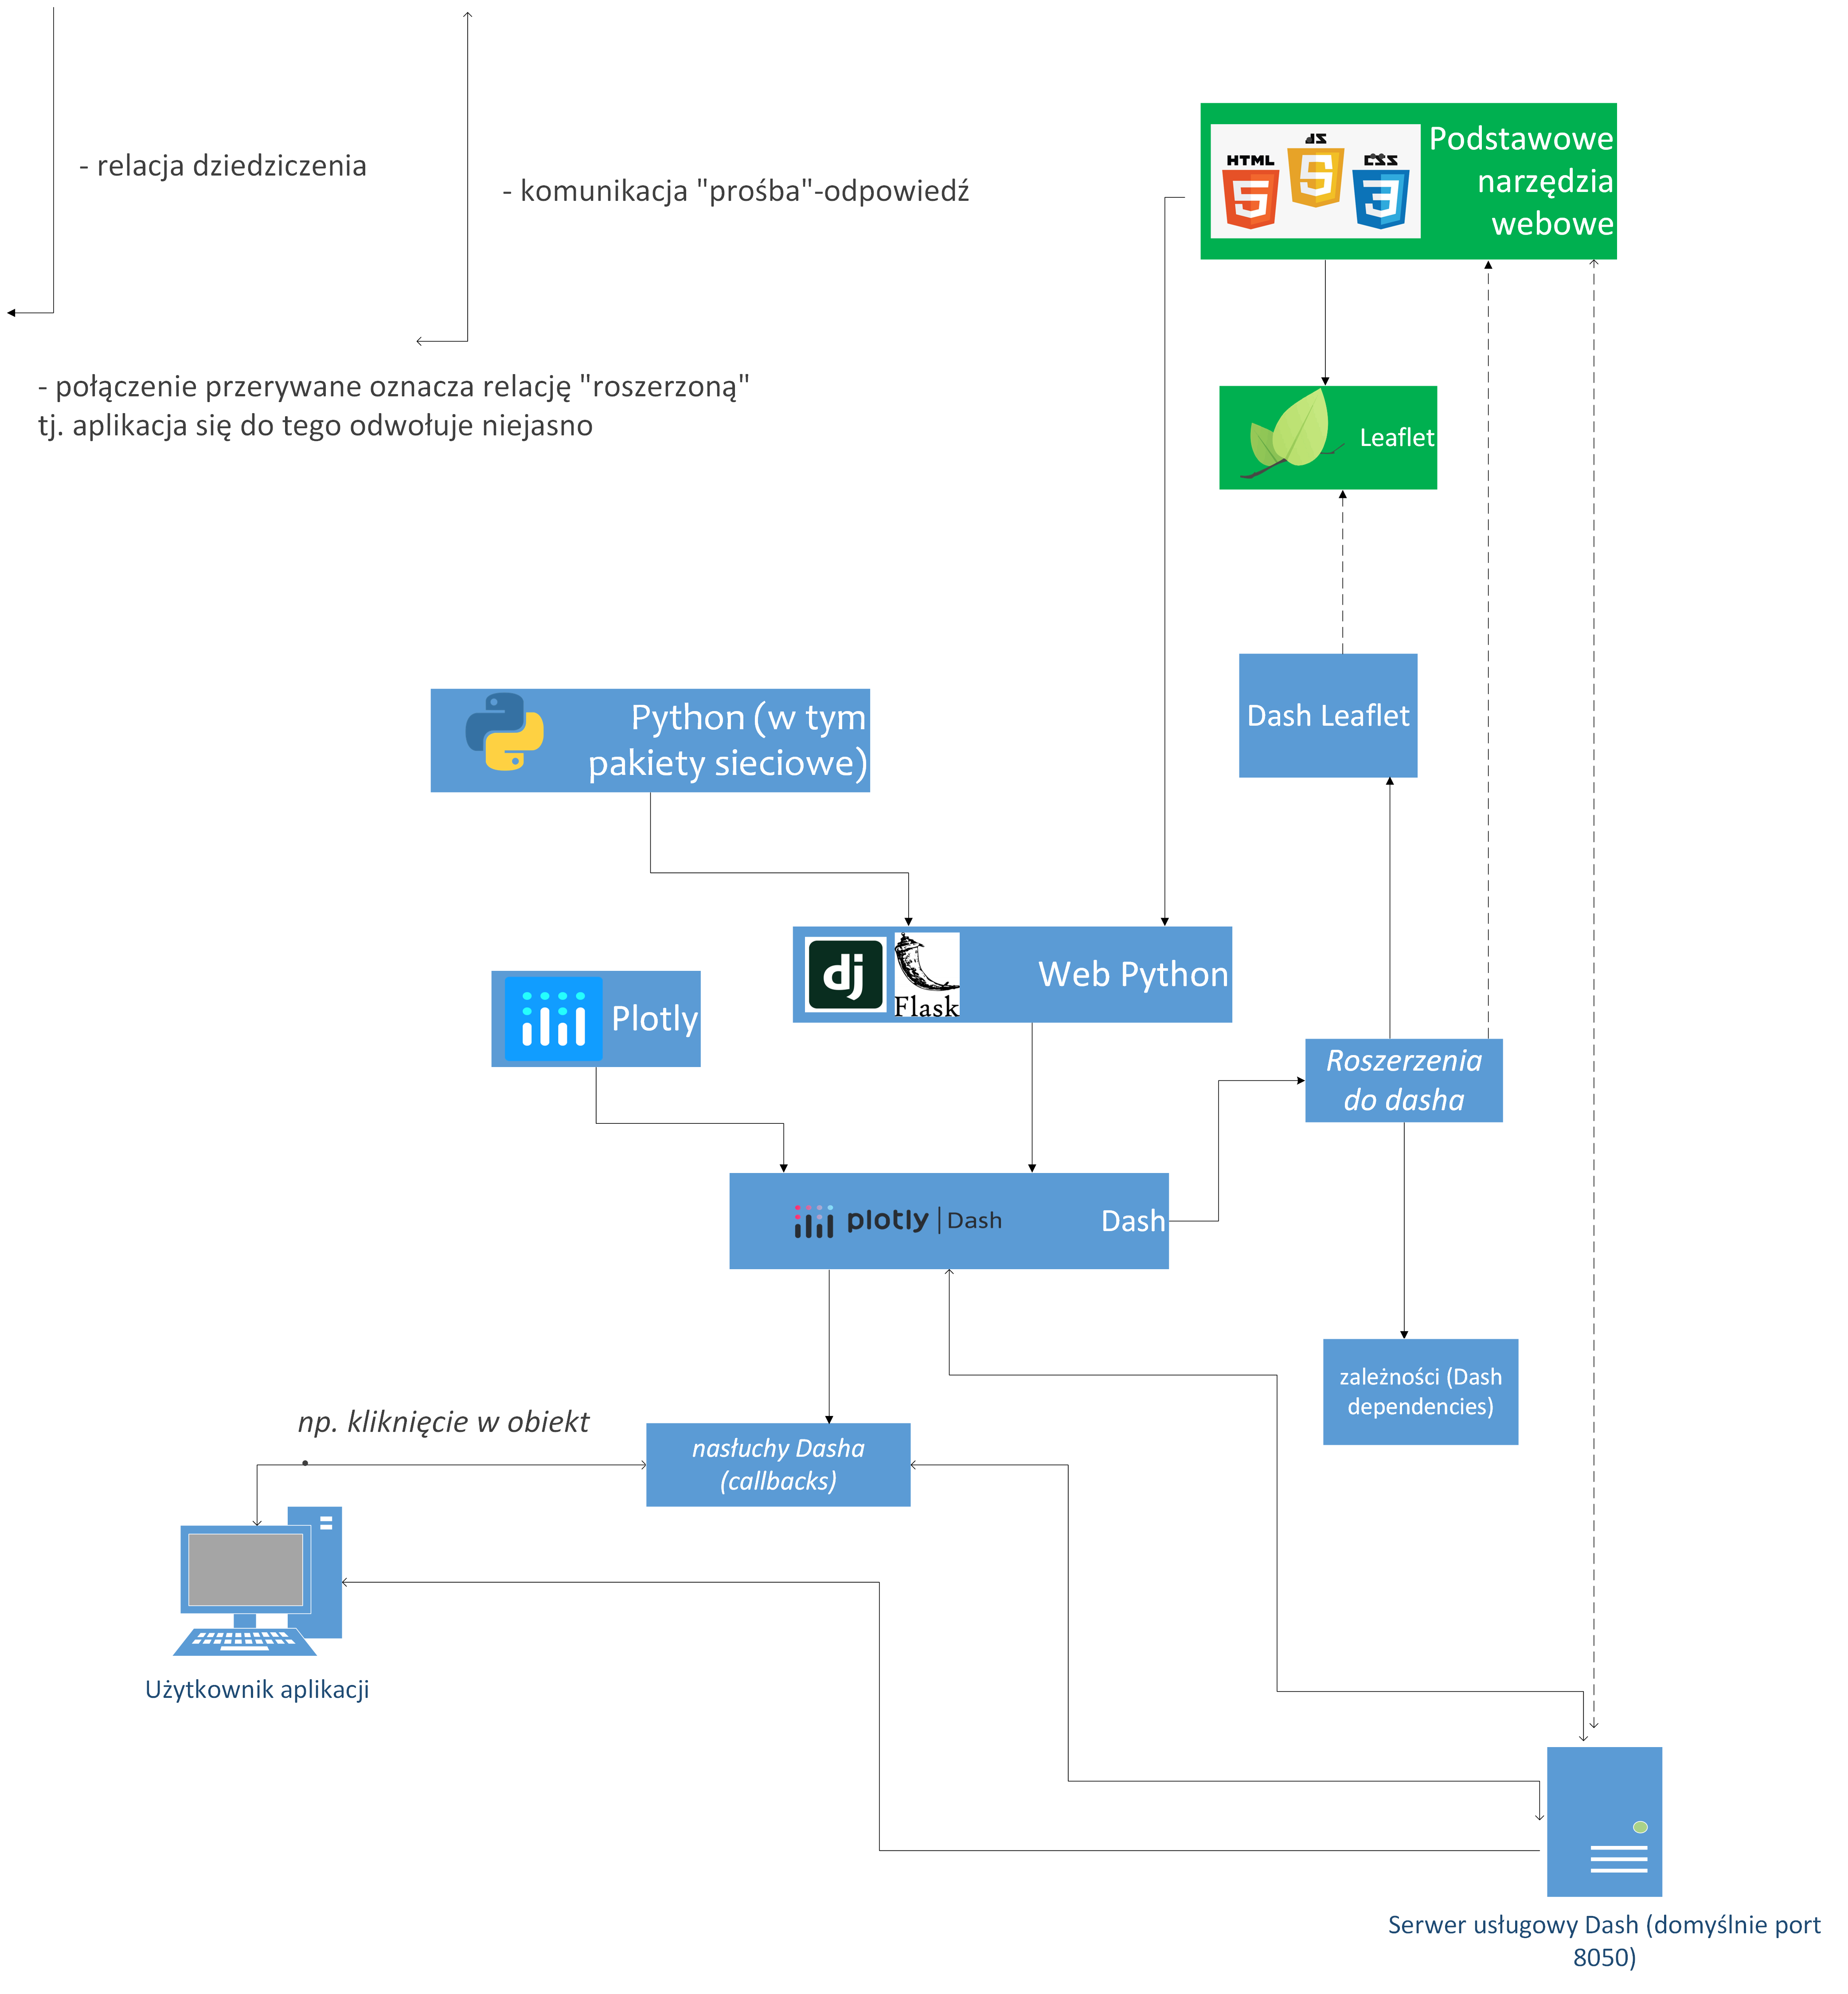 - relacja dziedziczenia
- komunikacja "prośba"-odpowiedź
- połączenie przerywane oznacza relację "roszerzoną"
tj. aplikacja się do tego odwołuje niejasno
HTML
5
JS
5
CSS
3
Podstawowe
narzędzia
webowe
Leaflet
Dash Leaflet
Python (w tym
pakiety sieciowe)
dj
Flask
Web Python
Plotly
Roszerzenia
do dasha
plotly | Dash
Dash
zależności (Dash
dependencies)
np. kliknięcie w obiekt
nasłuchy Dasha
(callbacks)
Użytkownik aplikacji
Serwer usługowy Dash (domyślnie port
8050)